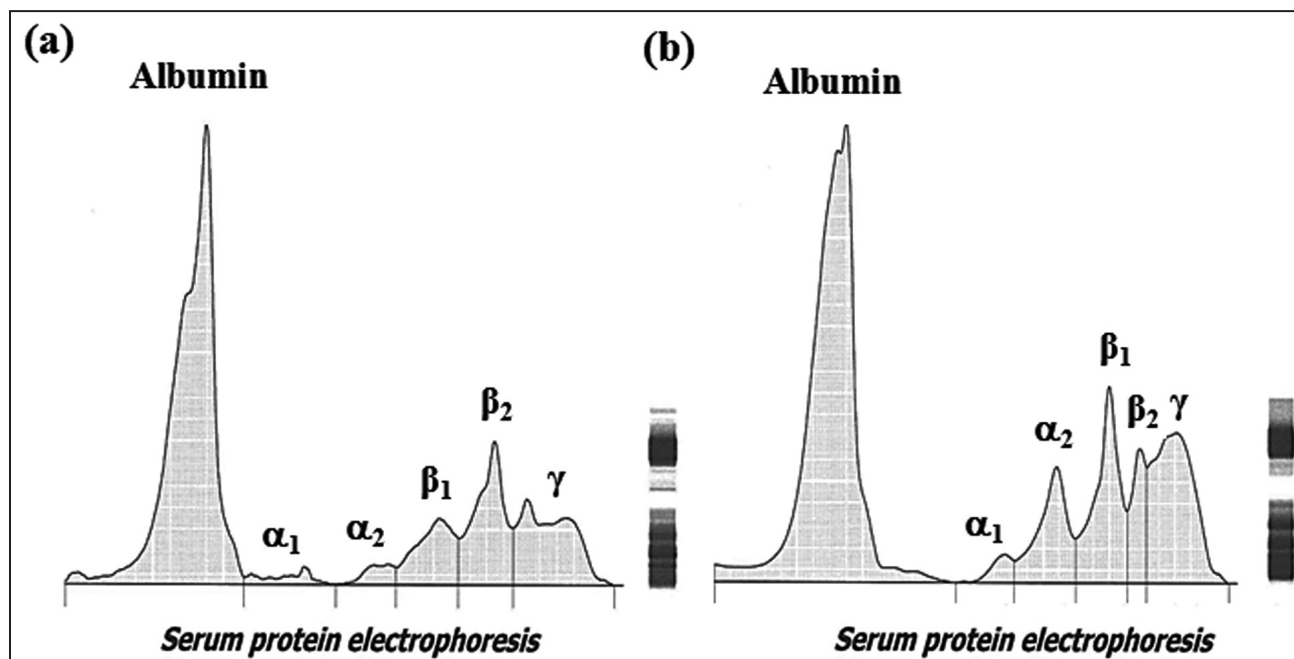 (a)
Albumin
α₁
α₂
β₁
β₂
γ
Serum protein electrophoresis
(b)
Albumin
α₁
α₂
β₁
β₂
γ
Serum protein electrophoresis